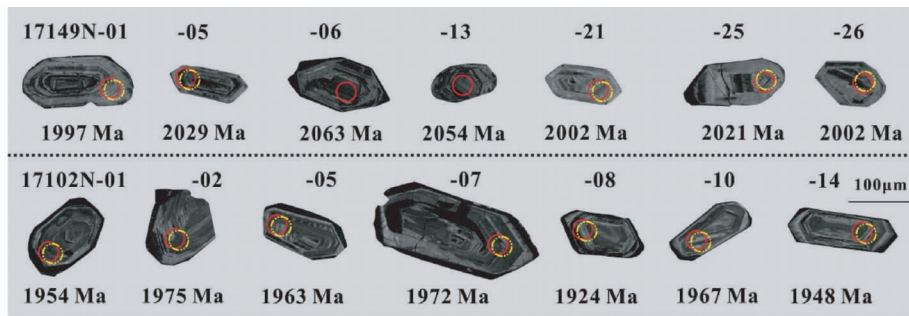 17149N-01 -05 -06 -13 -21 -25 -26
1997 Ma 2029 Ma 2063 Ma 2054 Ma 2002 Ma 2021 Ma 2002 Ma
17102N-01 -02 -05 -07 -08 -10 -14 100μm
1954 Ma 1975 Ma 1963 Ma 1972 Ma 1924 Ma 1967 Ma 1948 Ma